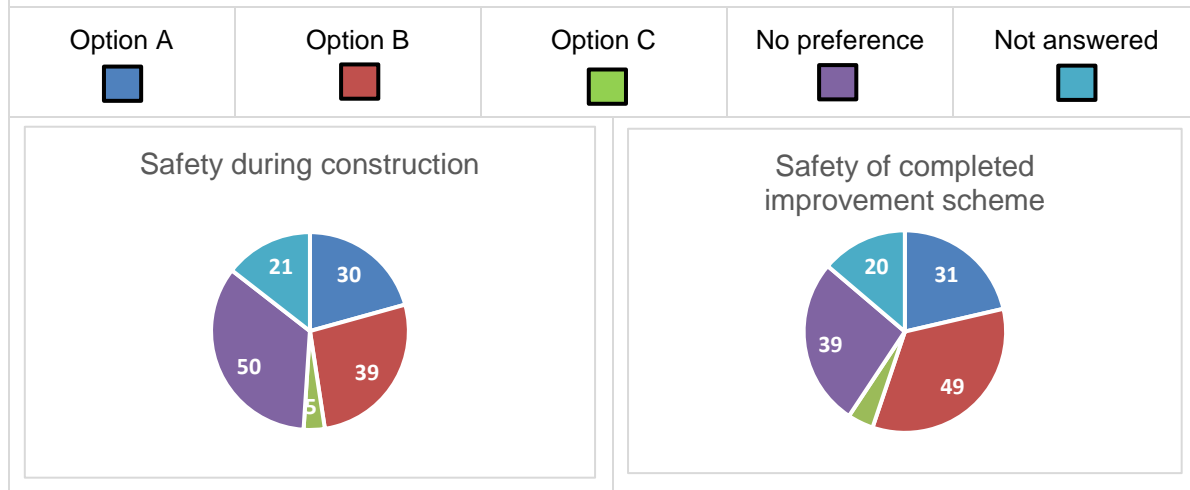 Option A
Option B
Option C
No preference
Not answered
Safety during construction
21
30
50
39
5
Safety of completed
improvement scheme
20
31
39
49